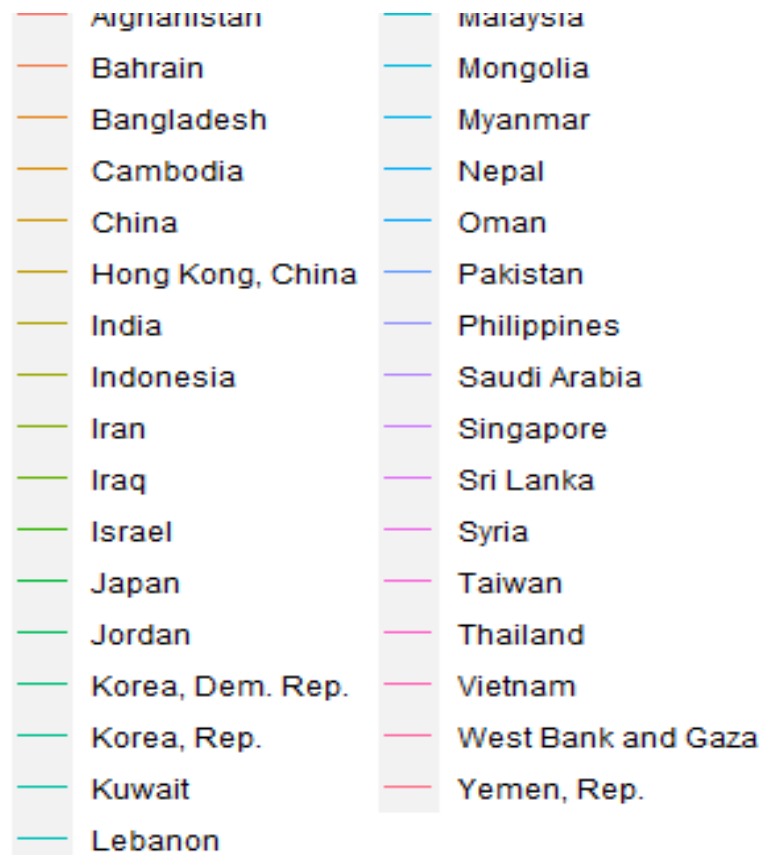 Afghanistan
Bahrain
Bangladesh
Cambodia
China
Hong Kong, China
India
Indonesia
Iran
Iraq
Israel
Japan
Jordan
Korea, Dem. Rep.
Korea, Rep.
Kuwait
Lebanon
Malaysia
Mongolia
Myanmar
Nepal
Oman
Pakistan
Philippines
Saudi Arabia
Singapore
Sri Lanka
Syria
Taiwan
Thailand
Vietnam
West Bank and Gaza
Yemen, Rep.